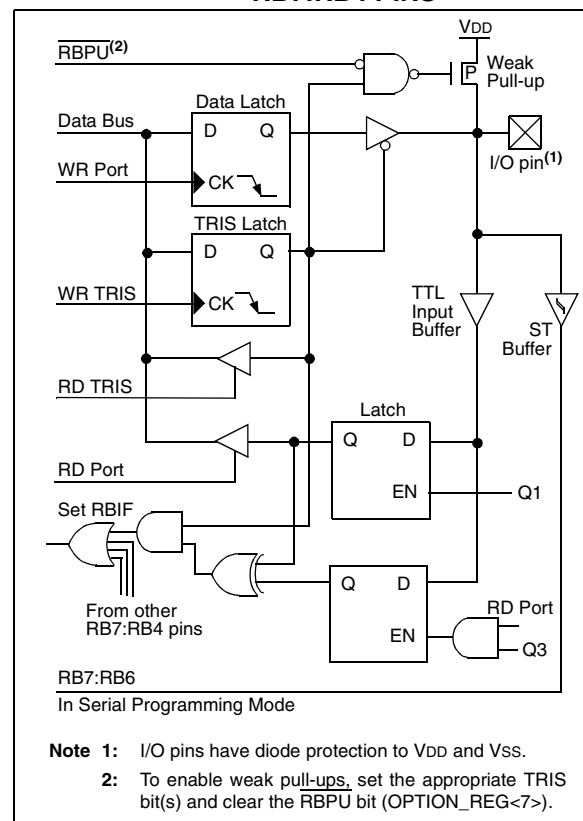 VDD
RBPU(2)
Weak
Pull-up
P
Data Latch
Data Bus
D Q
I/O pin(1)
WR Port
CK
TRIS Latch
D Q
TTL
Input
Buffer
ST
Buffer
WR TRIS
CK
RD TRIS
Latch
Q D
RD Port
EN
Q1
Set RBIF
From other
RB7:RB4 pins
Q D
RD Port
EN
Q3
RB7:RB6
In Serial Programming Mode
Note 1: I/O pins have diode protection to VDD and VSS.
2: To enable weak pull-ups, set the appropriate TRIS
bit(s) and clear the RBPU bit (OPTION_REG<7>).